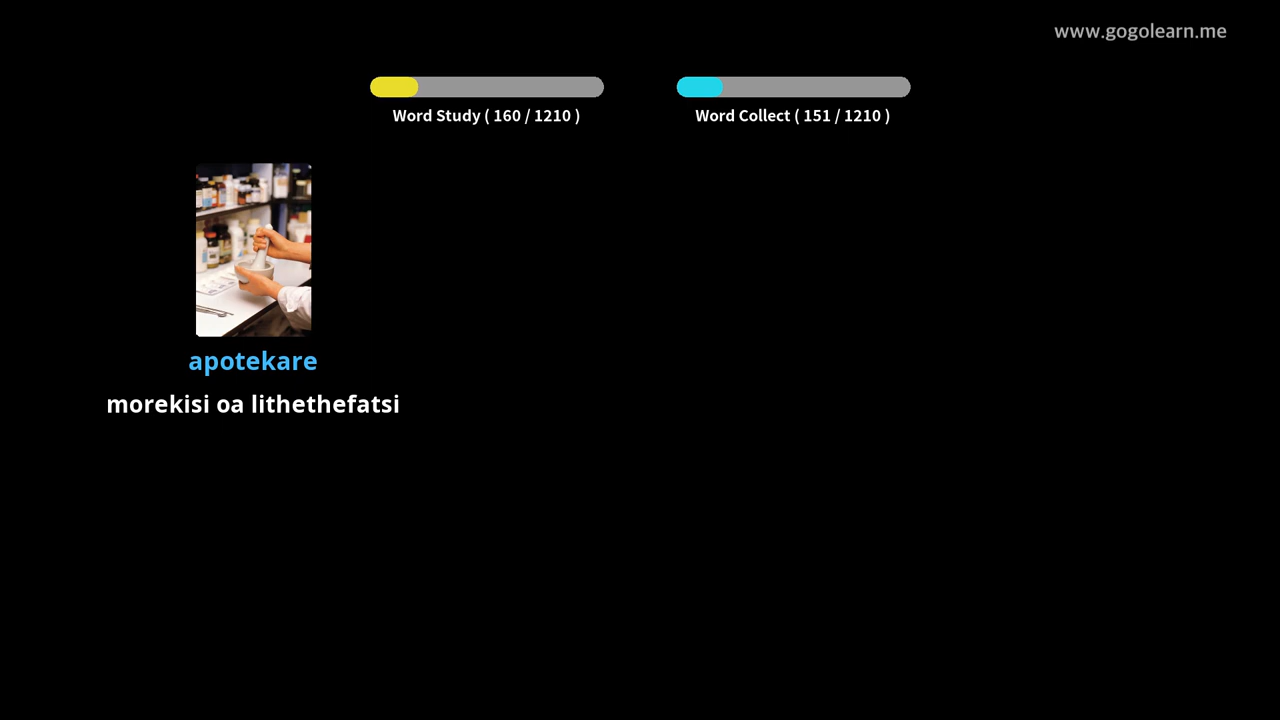 www.gogolearn.me
Word Study ( 160 / 1210 )
Word Collect ( 151 / 1210 )
apotekare
morekisi oa lithethefatsi